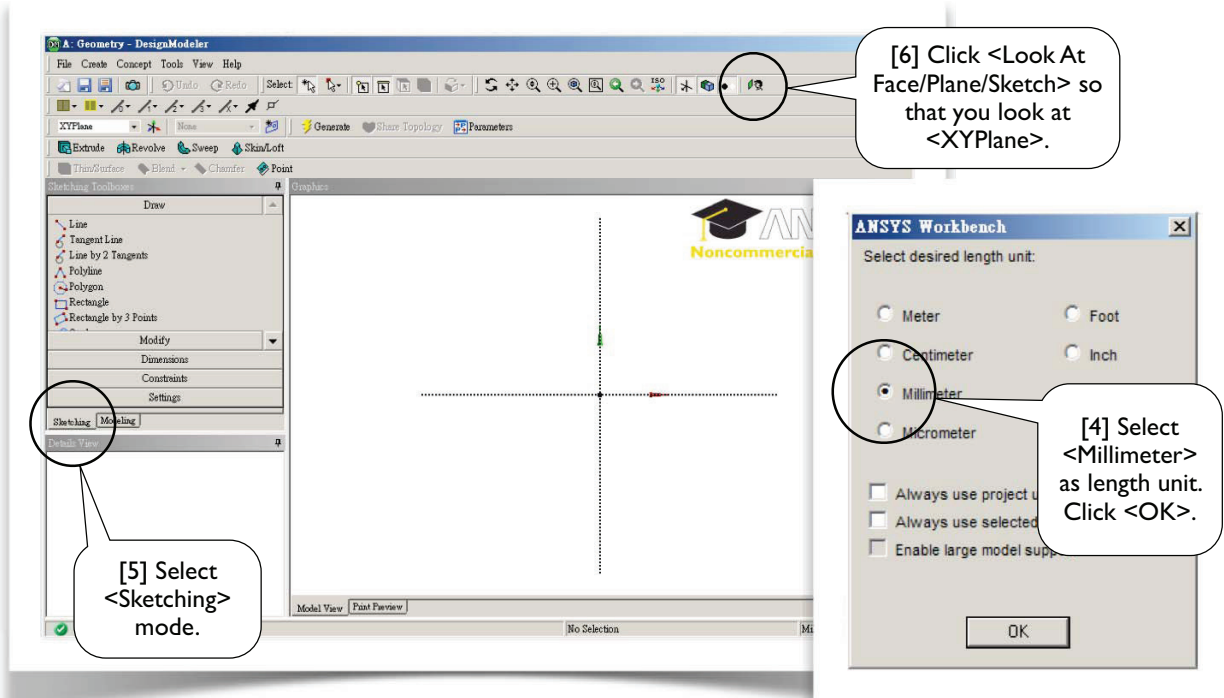 A: Geometry - DesignModeler
File Create Concept Tools View Help
Undo Redo Select: ISO
XYPlane None Generate Share Topology Parameters
Extrude Revolve Sweep Skin/Loft
Thin/Surface Blend Chamfer Point
Sketching Toolboxes
Draw
Line
Tangent Line
Line by 2 Tangents
Polyline
Polygon
Rectangle
Rectangle by 3 Points
Modify
Dimensions
Constraints
Settings
Sketching Modeling
Details View
Graphics
AN
Noncommercia
Model View Print Preview
No Selection Mi
[5] Select
<Sketching>
mode.
[6] Click <Look At
Face/Plane/Sketch> so
that you look at
<XYPlane>.
ANSYS Workbench
Select desired length unit:
Meter Foot
Centimeter Inch
Millimeter
Micrometer
Always use project u
Always use selected
Enable large model supp
OK
[4] Select
<Millimeter>
as length unit.
Click <OK>.